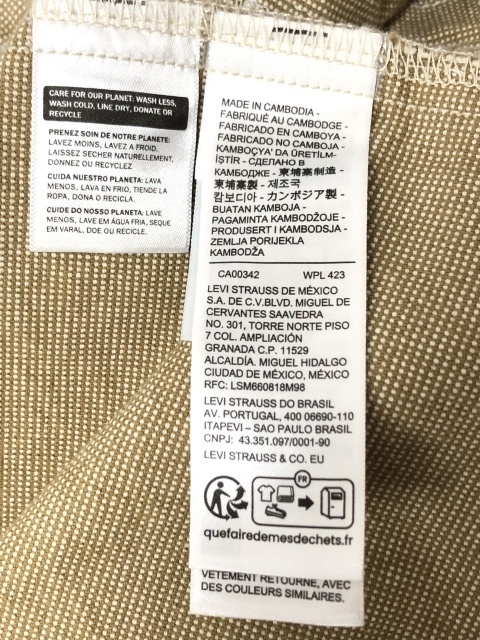 CARE FOR OUR PLANET: WASH LESS,
WASH COLD, LINE DRY, DONATE OR
RECYCLE
PRENEZ SOIN DE NOTRE PLANETE:
LAVEZ MOINS, LAVEZ A FROID,
LAISSEZ SECHER NATURELLEMENT,
DONNEZ OU RECYCLEZ
CUIDA NUESTRO PLANETA: LAVA
MENOS, LAVA EN FRIO, TIENDE LA
ROPA, DONA O RECICLA.
CUIDE DO NOSSO PLANETA: LAVE
MENOS, LAVE EM ÁGUA FRIA, SEQUE
EM VARAL, DOE OU RECICLE.
MADE IN CAMBODIA -
FABRIQUÉ AU CAMBODGE -
FABRICADO EN CAMBOYA -
FABRICADO NO CAMBOJA -
KAMBOÇYA' DA ÜRETİLM-
İŞTİR - СДЕЛАНО В
КАМБОДЖЕ - 柬埔寨制造 -
柬埔寨製 - 제조국
캄보디아 - カンボジア製 -
BUATAN KAMBOJA -
PAGAMINTA KAMBODŽOJE -
PRODUSERT I KAMBODSJA -
ZEMLJA PORIJEKLA
KAMBODŽA
CA00342 WPL 423
LEVI STRAUSS DE MÉXICO
S.A. DE C.V.BLVD. MIGUEL DE
CERVANTES SAAVEDRA
NO. 301, TORRE NORTE PISO
7 COL. AMPLIACIÓN
GRANADA C.P. 11529
ALCALDÍA. MIGUEL HIDALGO
CIUDAD DE MÉXICO, MÉXICO
RFC: LSM660818M98
LEVI STRAUSS DO BRASIL
AV. PORTUGAL, 400 06690-110
ITAPEVI – SAO PAULO BRASIL
CNPJ: 43.351.097/0001-90
LEVI STRAUSS & CO. EU
FR
quefairedemesdechets.fr
VETEMENT RETOURNE, AVEC
DES COULEURS SIMILAIRES.